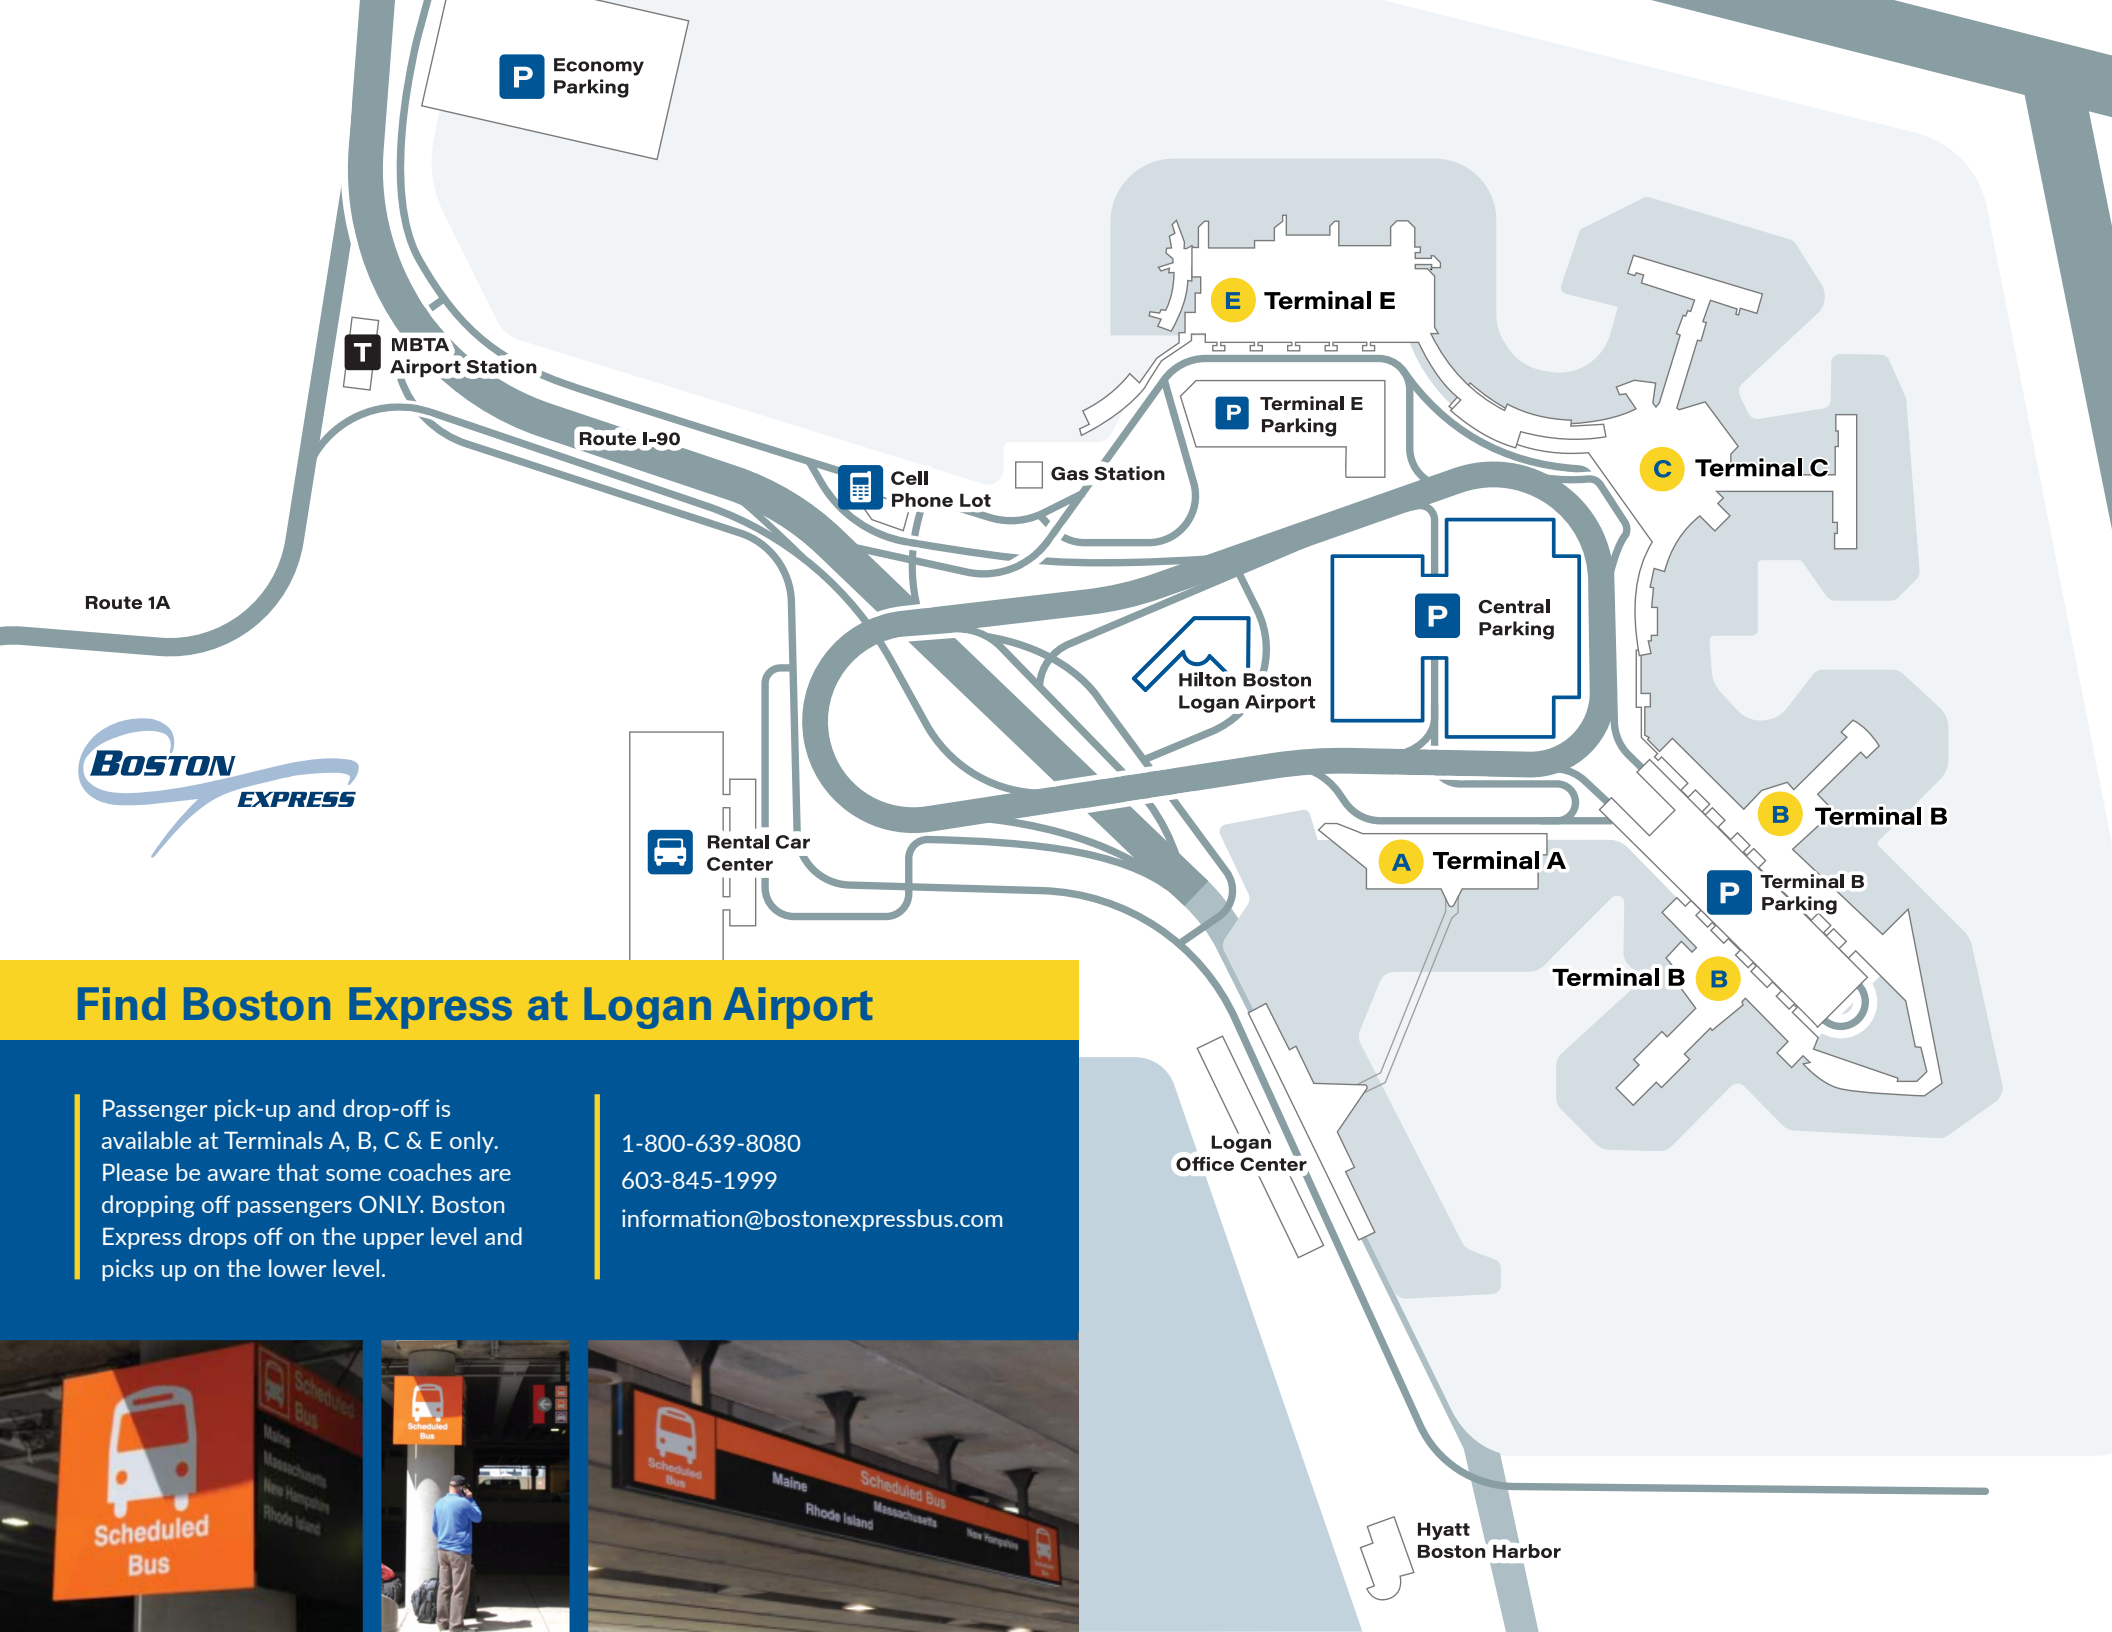 P
Economy
Parking
E
Terminal E
T
MBTA
Airport Station
P
Terminal E
Parking
Route I-90
Cell
Phone Lot
Gas Station
C
Terminal C
Route 1A
P
Central
Parking
Hilton Boston
Logan Airport
BOSTON
EXPRESS
Rental Car
Center
A
Terminal A
B
Terminal B
P
Terminal B
Parking
Terminal B
B
Find Boston Express at Logan Airport
Passenger pick-up and drop-off is
available at Terminals A, B, C & E only.
Please be aware that some coaches are
dropping off passengers ONLY. Boston
Express drops off on the upper level and
picks up on the lower level.
1-800-639-8080
603-845-1999
information@bostonexpressbus.com
Logan
Office Center
Hyatt
Boston Harbor
Scheduled
Bus
Scheduled
Bus
Maine
Massachusetts
New Hampshire
Rhode Island
Scheduled
Bus
Scheduled
Bus
Scheduled Bus
Maine
Massachusetts
Rhode Island
New Hampshire